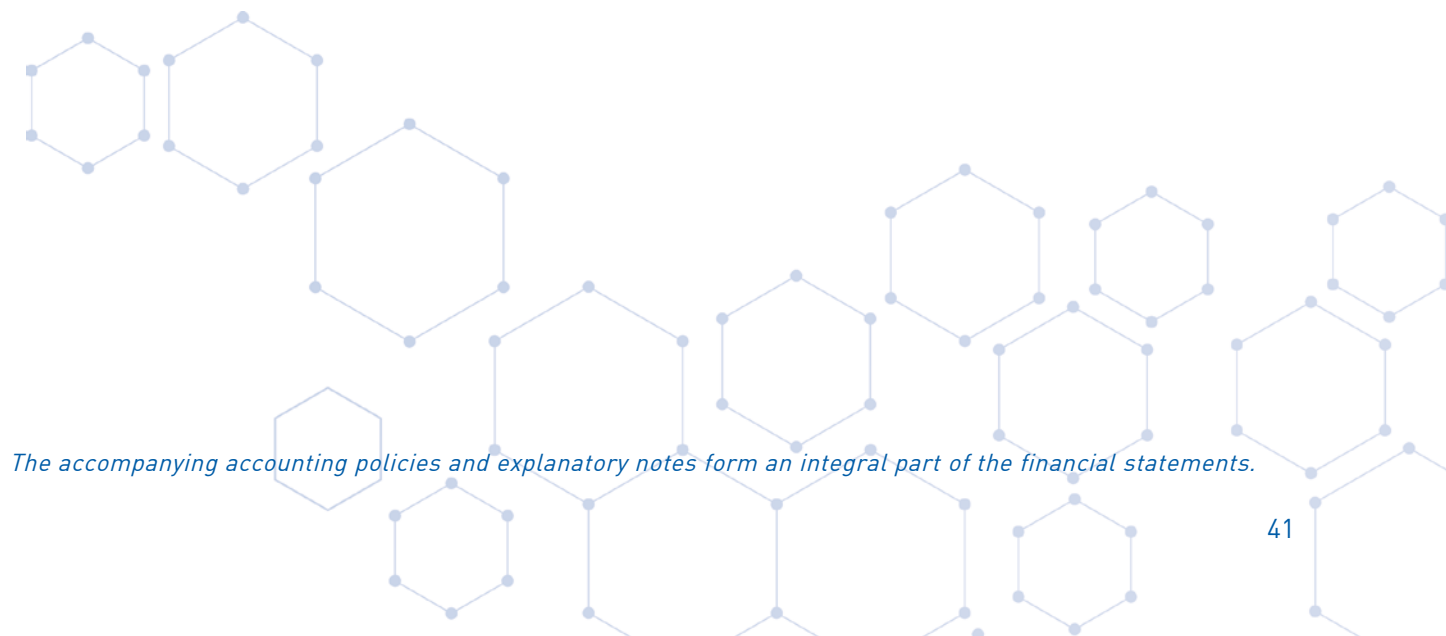 The accompanying accounting policies and explanatory notes form an integral part of the financial statements.
41